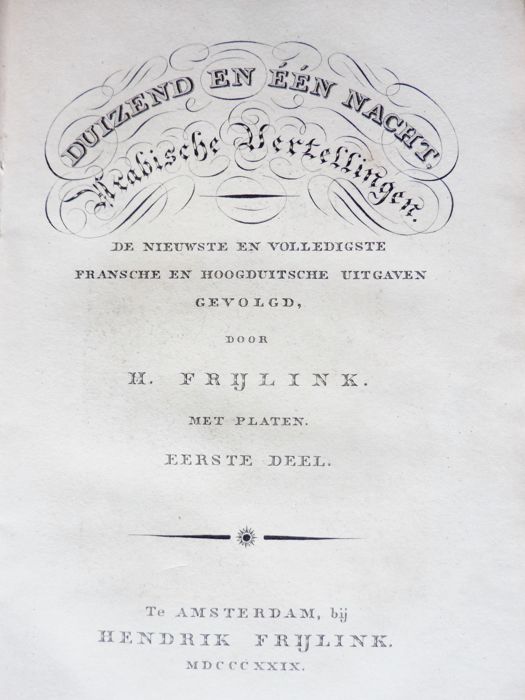 DUIZEND EN ÉÉN NACHT.
Arabische Vertellingen.
DE NIEUWSTE EN VOLLEDIGSTE
FRANSCHE EN HOOGDUITSCHE UITGAVEN
GEVOLGD,
DOOR
H. FRIJLINK.
MET PLATEN.
EERSTE DEEL.
Te AMSTERDAM, bij
HENDRIK FRIJLINK.
MDCCCXXIX.